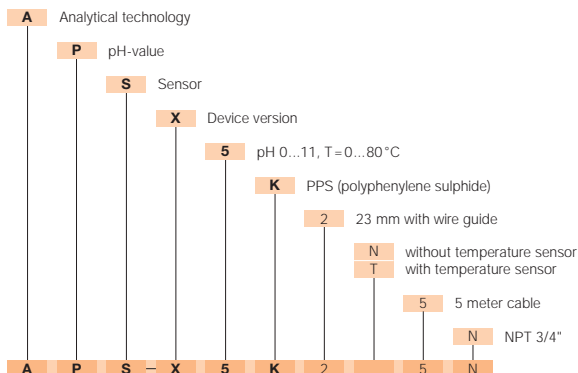 A Analytical technology
P pH-value
S Sensor
X Device version
5 pH 0...11, T=0...80°C
K PPS (polyphenylene sulphide)
2 23 mm with wire guide
N without temperature sensor
T with temperature sensor
5 5 meter cable
N NPT 3/4"
A P S – X 5 K 2 5 N